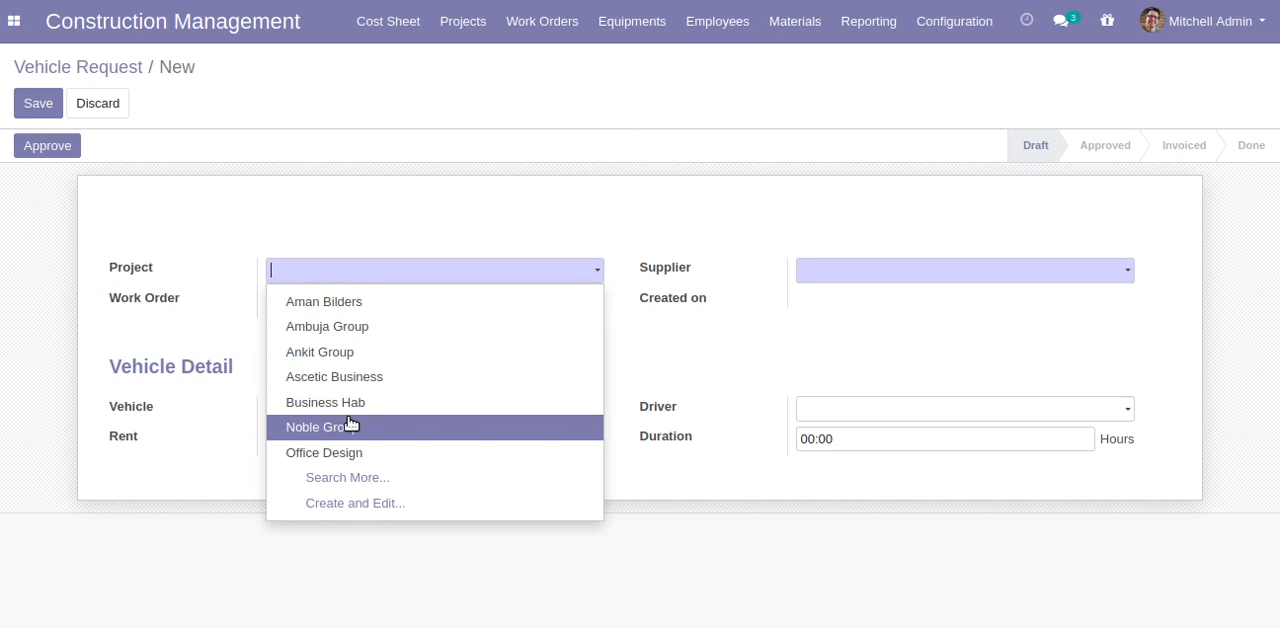 Construction Management Cost Sheet Projects Work Orders Equipments Employees Materials Reporting Configuration 3 Mitchell Admin
Vehicle Request / New
Save Discard
Approve Draft Approved Invoiced Done
Project Supplier
Work Order Created on
Aman Bilders
Ambuja Group
Ankit Group
Ascetic Business
Business Hab
Noble
Office Design
Search More...
Create and Edit...
Vehicle Detail
Vehicle Driver
Rent Duration 00:00 Hours